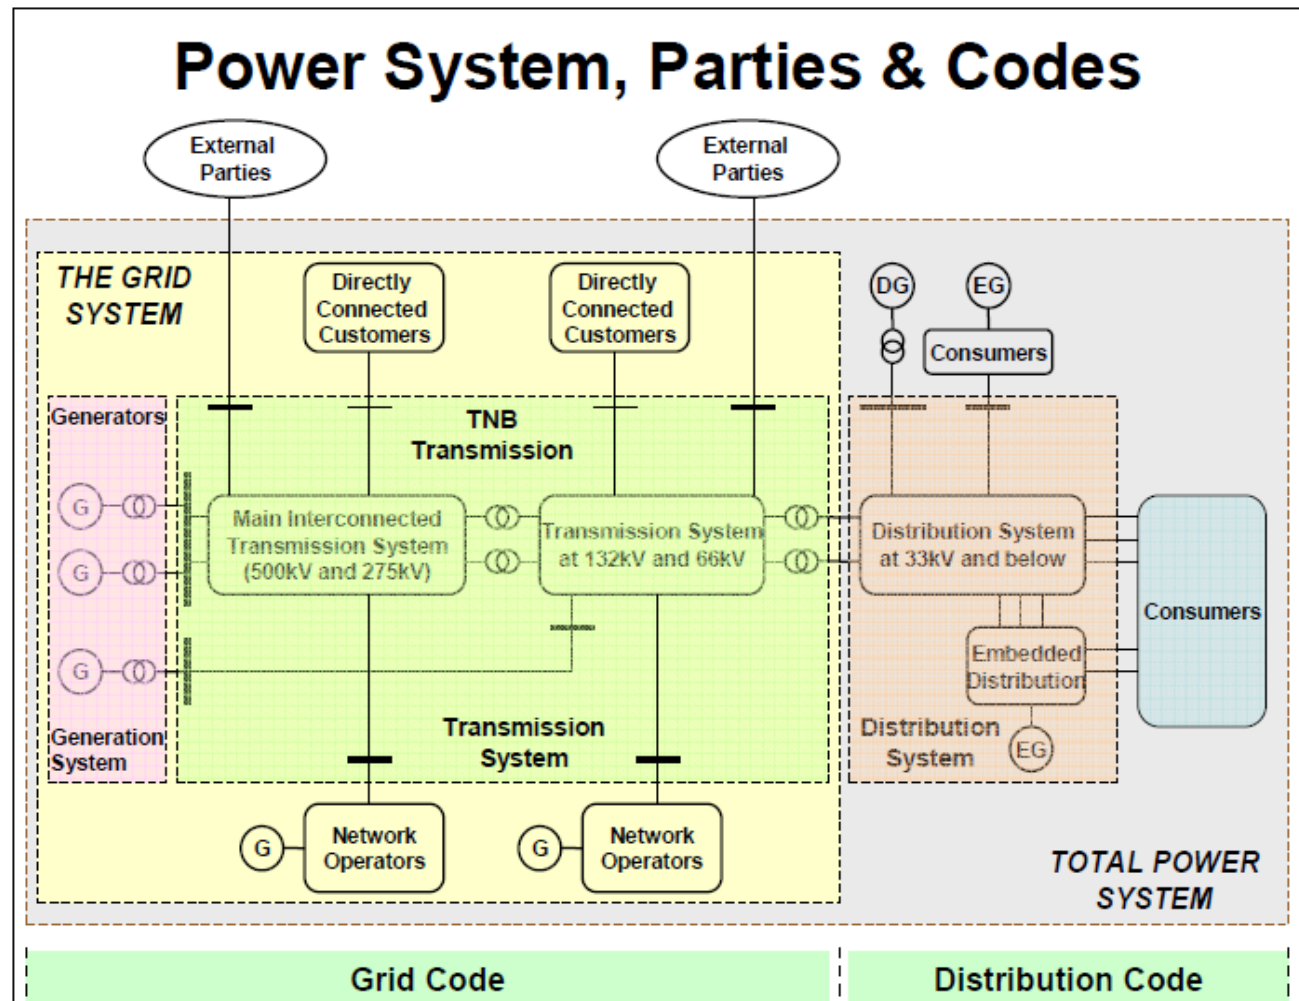 Power System, Parties & Codes
External
Parties
External
Parties
THE GRID
SYSTEM
Directly
Connected
Customers
Directly
Connected
Customers
DG
EG
Consumers
Generators
TNB
Transmission
G
G
G
Main Interconnected
Transmission System
(500kV and 275kV)
Transmission System
at 132kV and 66kV
Distribution System
at 33kV and below
Consumers
Embedded
Distribution
EG
Generation
System
Transmission
System
Distribution
System
G
Network
Operators
G
Network
Operators
TOTAL POWER
SYSTEM
Grid Code
Distribution Code